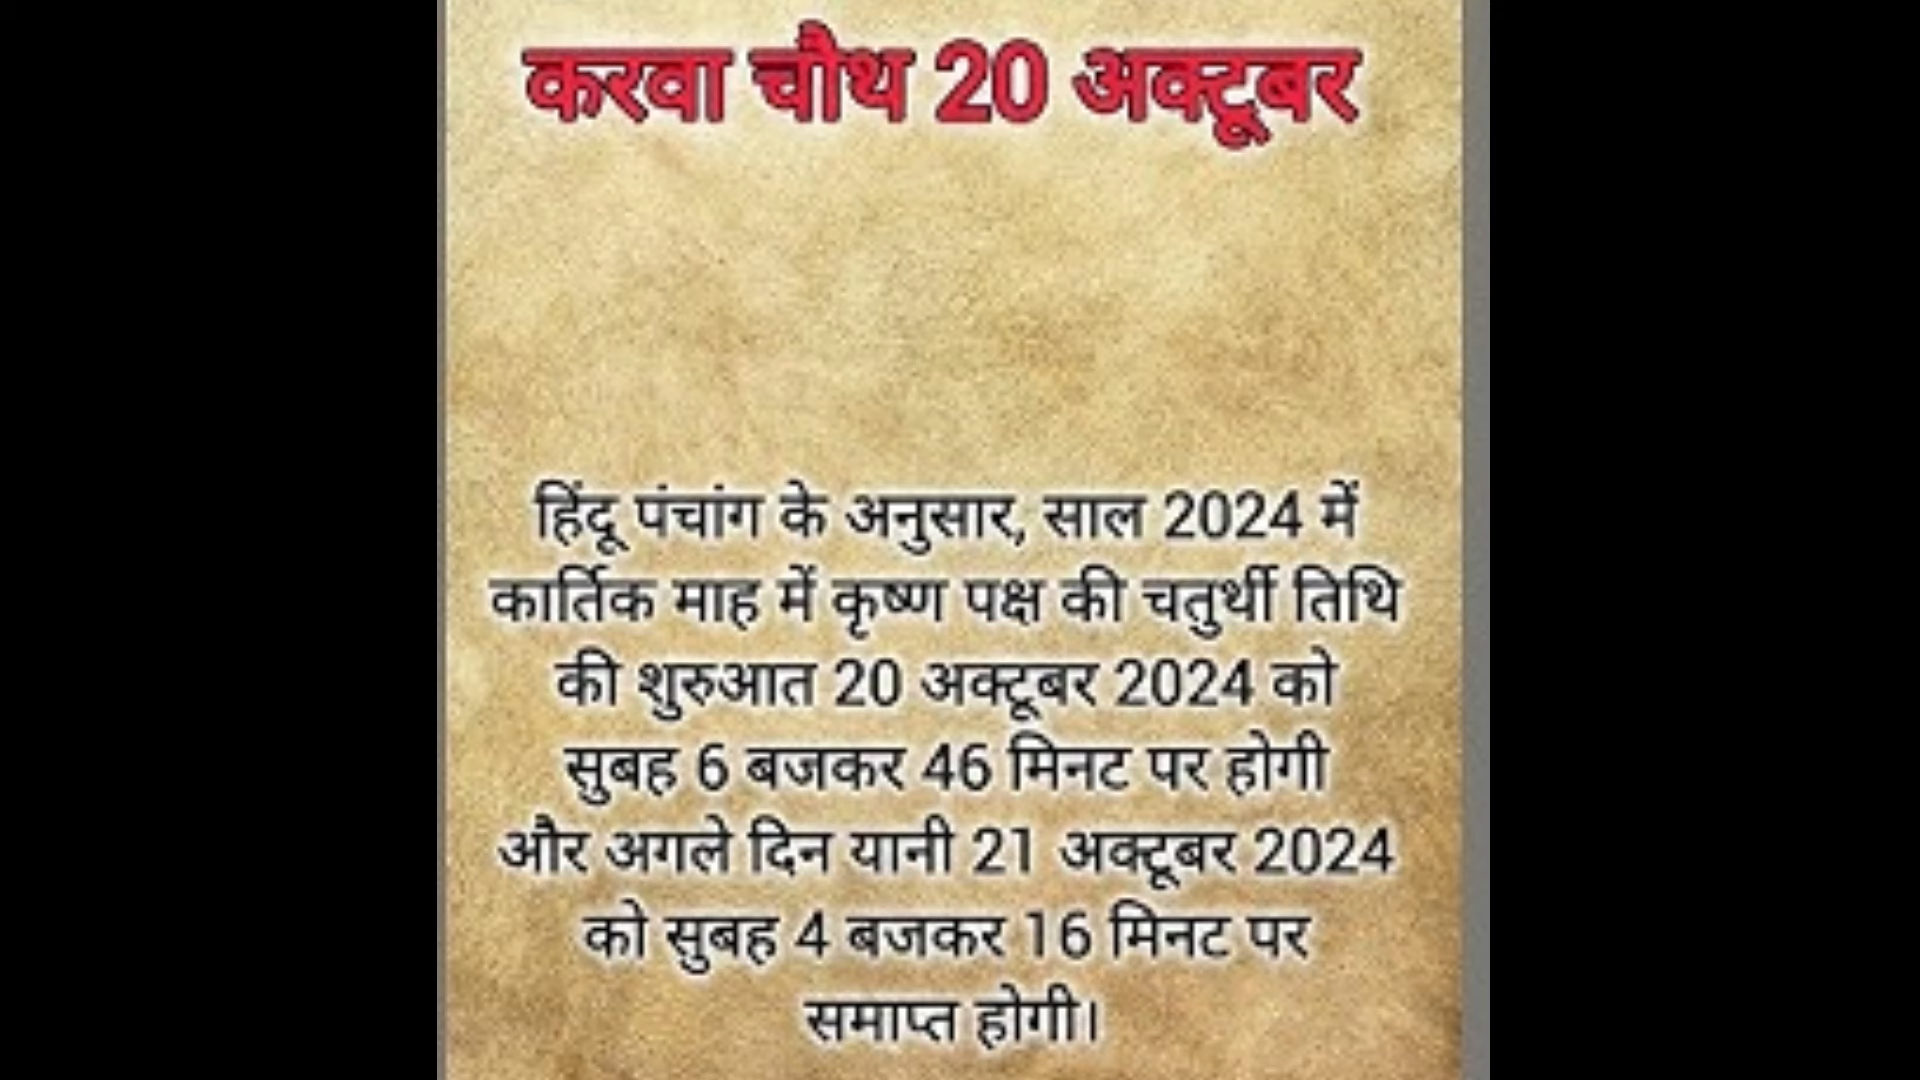 करवा चौथ 20 अक्टूबर
हिंदू पंचांग के अनुसार, साल 2024 में
कार्तिक माह में कृष्ण पक्ष की चतुर्थी तिथि
की शुरुआत 20 अक्टूबर 2024 को
सुबह 6 बजकर 46 मिनट पर होगी
और अगले दिन यानी 21 अक्टूबर 2024
को सुबह 4 बजकर 16 मिनट पर
समाप्त होगी।